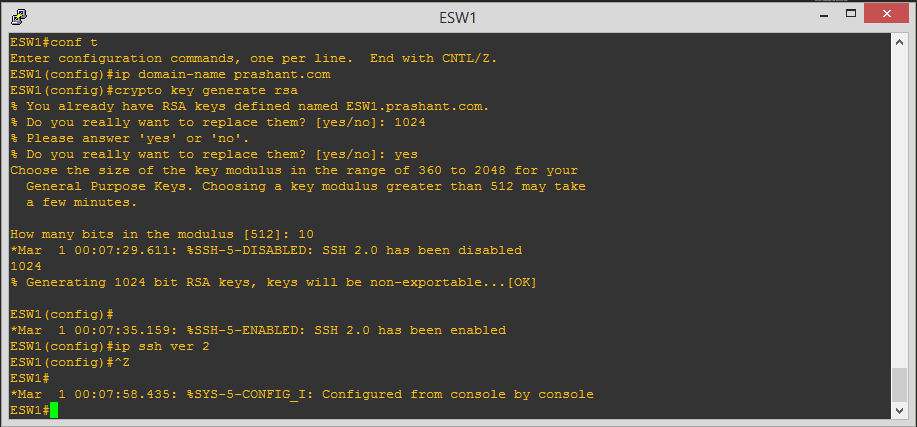 ESW1
ESW1#conf t
Enter configuration commands, one per line.  End with CNTL/Z.
ESW1(config)#ip domain-name prashant.com
ESW1(config)#crypto key generate rsa
% You already have RSA keys defined named ESW1.prashant.com.
% Do you really want to replace them? [yes/no]: 1024
% Please answer 'yes' or 'no'.
% Do you really want to replace them? [yes/no]: yes
Choose the size of the key modulus in the range of 360 to 2048 for your
  General Purpose Keys. Choosing a key modulus greater than 512 may take
  a few minutes.

How many bits in the modulus [512]: 10
*Mar  1 00:07:29.611: %SSH-5-DISABLED: SSH 2.0 has been disabled
1024
% Generating 1024 bit RSA keys, keys will be non-exportable...[OK]

ESW1(config)#
*Mar  1 00:07:35.159: %SSH-5-ENABLED: SSH 2.0 has been enabled
ESW1(config)#ip ssh ver 2
ESW1(config)#^Z
ESW1#
*Mar  1 00:07:58.435: %SYS-5-CONFIG_I: Configured from console by console
ESW1#